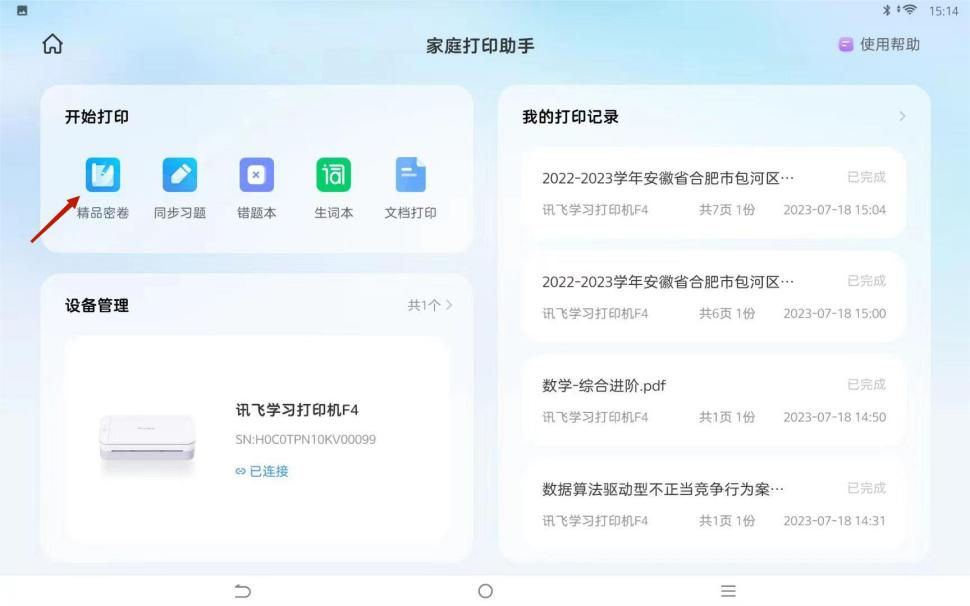 15:14
家庭打印助手
使用帮助
开始打印
精品密卷
同步习题
错题本
词
生词本
文档打印
设备管理
共1个
讯飞学习打印机F4
SN:H0C0TPN10KV00099
已连接
我的打印记录
2022-2023学年安徽省合肥市包河区… 已完成
讯飞学习打印机F4 共7页 1份 2023-07-18 15:04
2022-2023学年安徽省合肥市包河区… 已完成
讯飞学习打印机F4 共6页 1份 2023-07-18 15:00
数学-综合进阶.pdf 已完成
讯飞学习打印机F4 共1页 1份 2023-07-18 14:50
数据算法驱动型不正当竞争行为案… 已完成
讯飞学习打印机F4 共1页 1份 2023-07-18 14:31